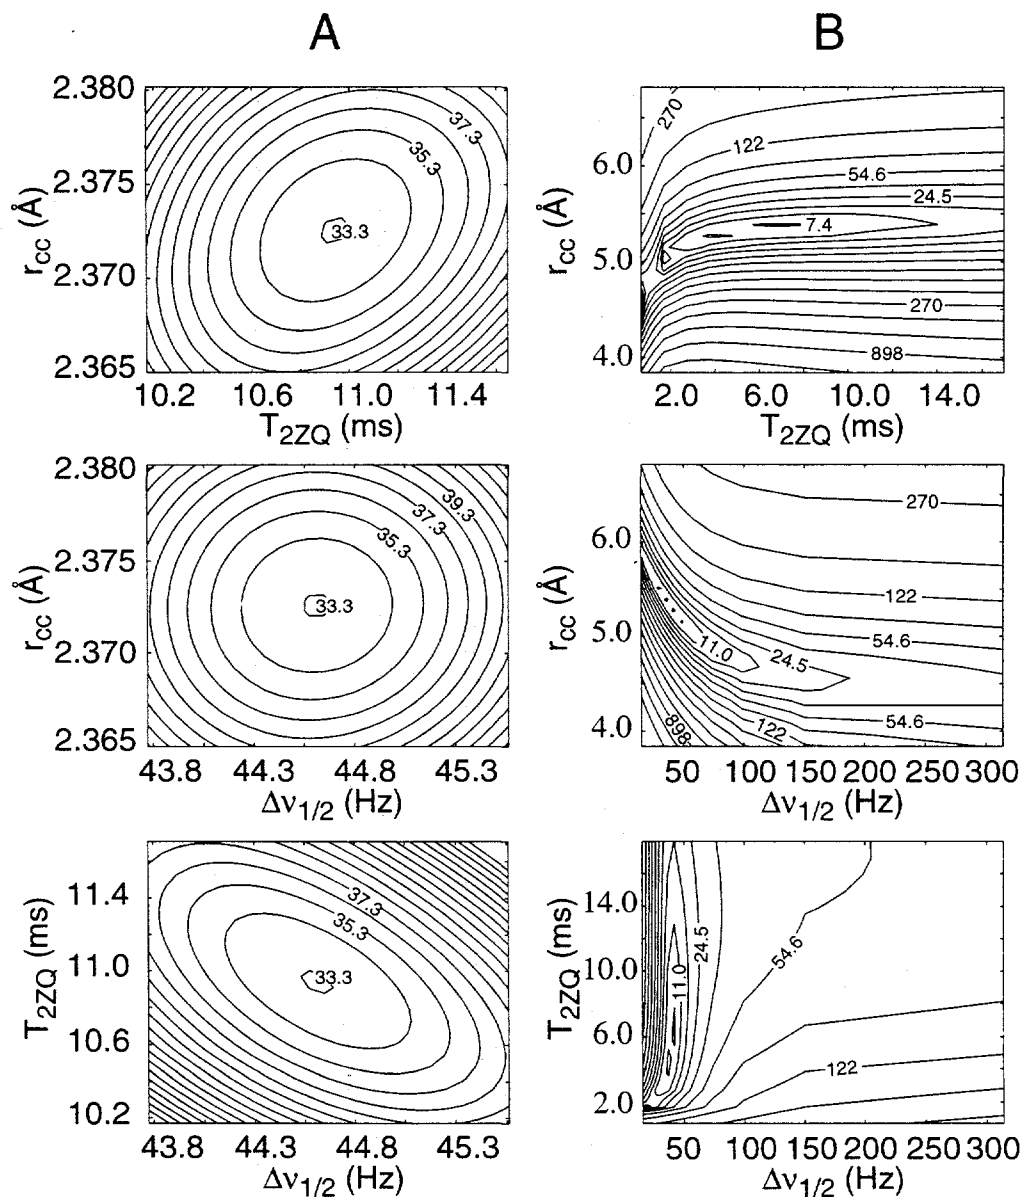 A
B
2.380
2.375
2.370
2.365
r_cc (Å)
37.3
35.3
33.3
10.2 10.6 11.0 11.4
T_2ZQ (ms)
6.0
5.0
4.0
r_cc (Å)
270
122
54.6
24.5
7.4
270
898
2.0 6.0 10.0 14.0
T_2ZQ (ms)
2.380
2.375
2.370
2.365
r_cc (Å)
39.3
37.3
35.3
33.3
43.8 44.3 44.8 45.3
Δν_1/2 (Hz)
6.0
5.0
4.0
r_cc (Å)
270
122
54.6
11.0
24.5
54.6
122
898
50 100 150 200 250 300
Δν_1/2 (Hz)
11.4
11.0
10.6
10.2
T_2ZQ (ms)
37.3
35.3
33.3
43.8 44.3 44.8 45.3
Δν_1/2 (Hz)
14.0
10.0
6.0
2.0
T_2ZQ (ms)
24.5
54.6
11.0
122
50 100 150 200 250 300
Δν_1/2 (Hz)